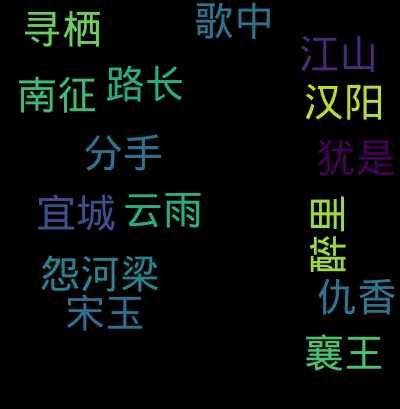 寻栖
歌中
江山
南征
路长
汉阳
分手
犹是
宜城
云雨
醉里
怨河梁
仇香
宋玉
襄王